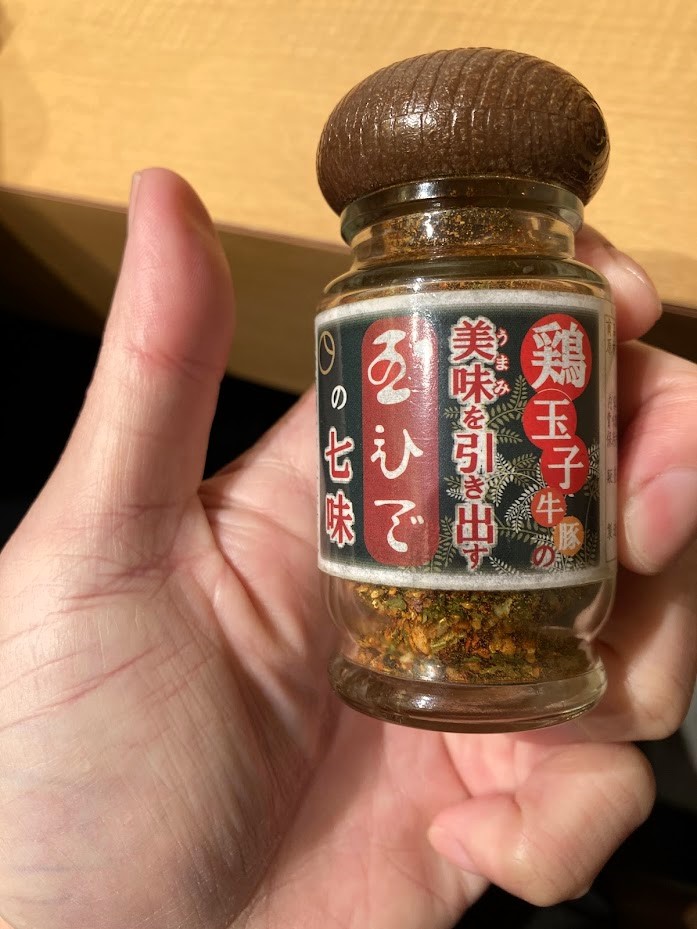 鶏玉子牛豚の
美味を引き出す
うまみ
玉ひで
の七味